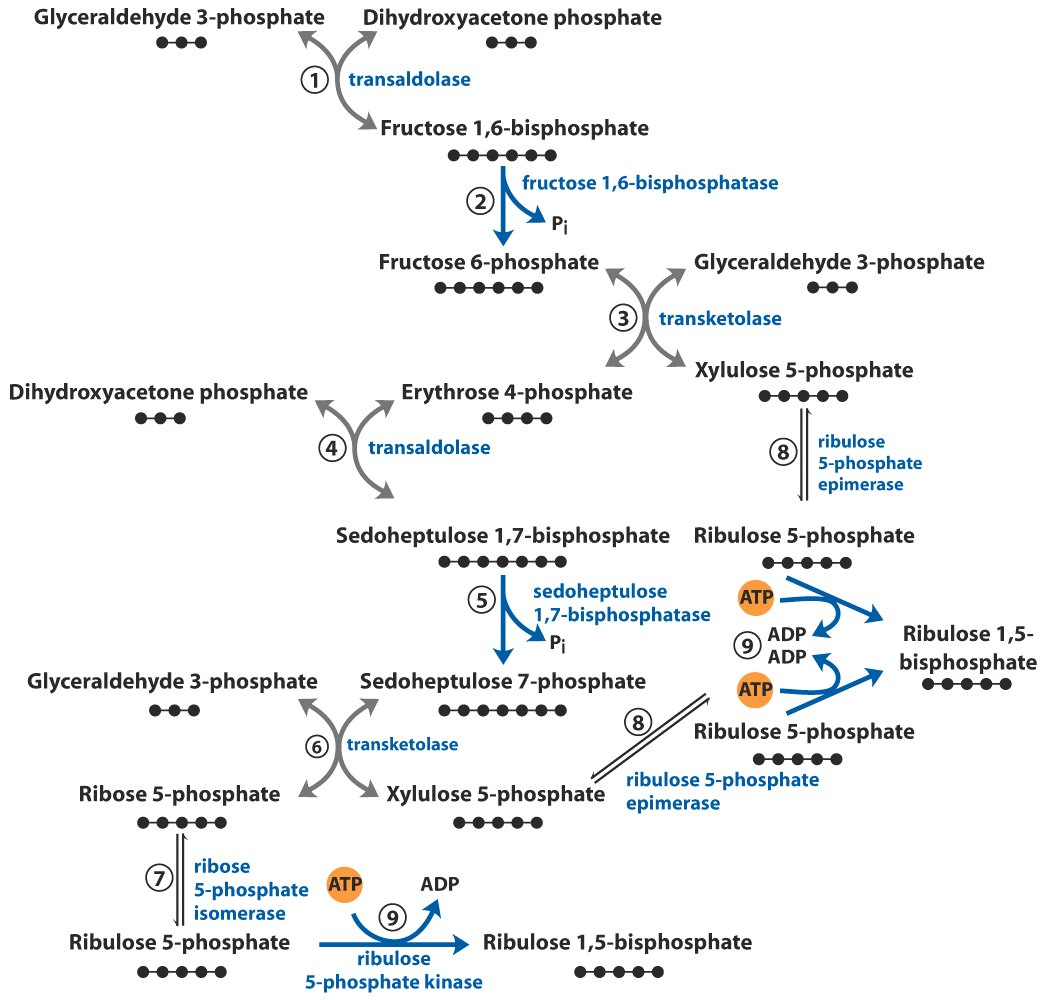 Glyceraldehyde 3-phosphate
Dihydroxyacetone phosphate
1
transaldolase
Fructose 1,6-bisphosphate
2
fructose 1,6-bisphosphatase
Pi
Fructose 6-phosphate
Glyceraldehyde 3-phosphate
3
transketolase
Xylulose 5-phosphate
Dihydroxyacetone phosphate
Erythrose 4-phosphate
4
transaldolase
8
ribulose
5-phosphate
epimerase
Sedoheptulose 1,7-bisphosphate
Ribulose 5-phosphate
5
sedoheptulose
1,7-bisphosphatase
Pi
ATP
9
ADP
ADP
ATP
Ribulose 1,5-
bisphosphate
Glyceraldehyde 3-phosphate
Sedoheptulose 7-phosphate
Ribulose 5-phosphate
6
transketolase
8
ribulose 5-phosphate
epimerase
Ribose 5-phosphate
Xylulose 5-phosphate
7
ribose
5-phosphate
isomerase
ATP
ADP
9
Ribulose 5-phosphate
ribulose
5-phosphate kinase
Ribulose 1,5-bisphosphate